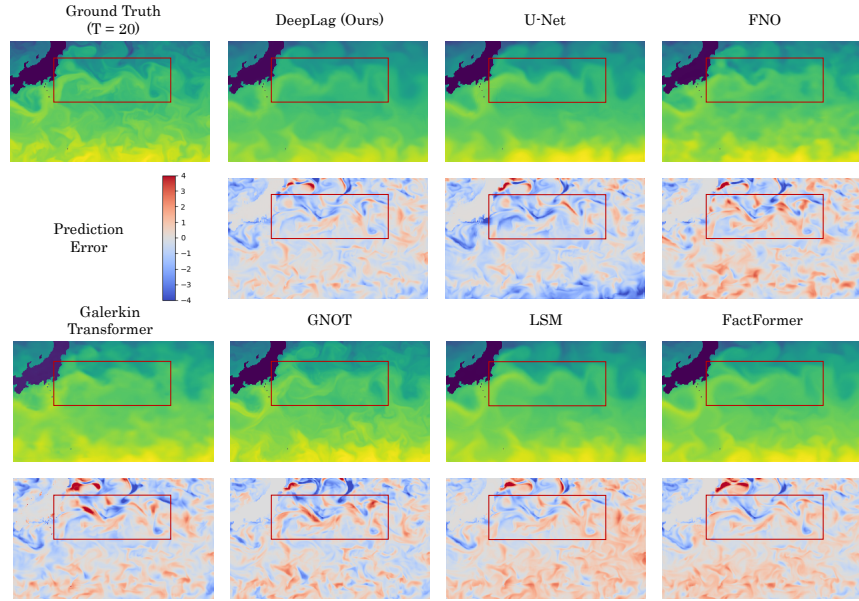 Ground Truth
(T = 20)
DeepLag (Ours)
U-Net
FNO
Prediction
Error
4
3
2
1
0
−1
−2
−3
−4
Galerkin
Transformer
GNOT
LSM
FactFormer